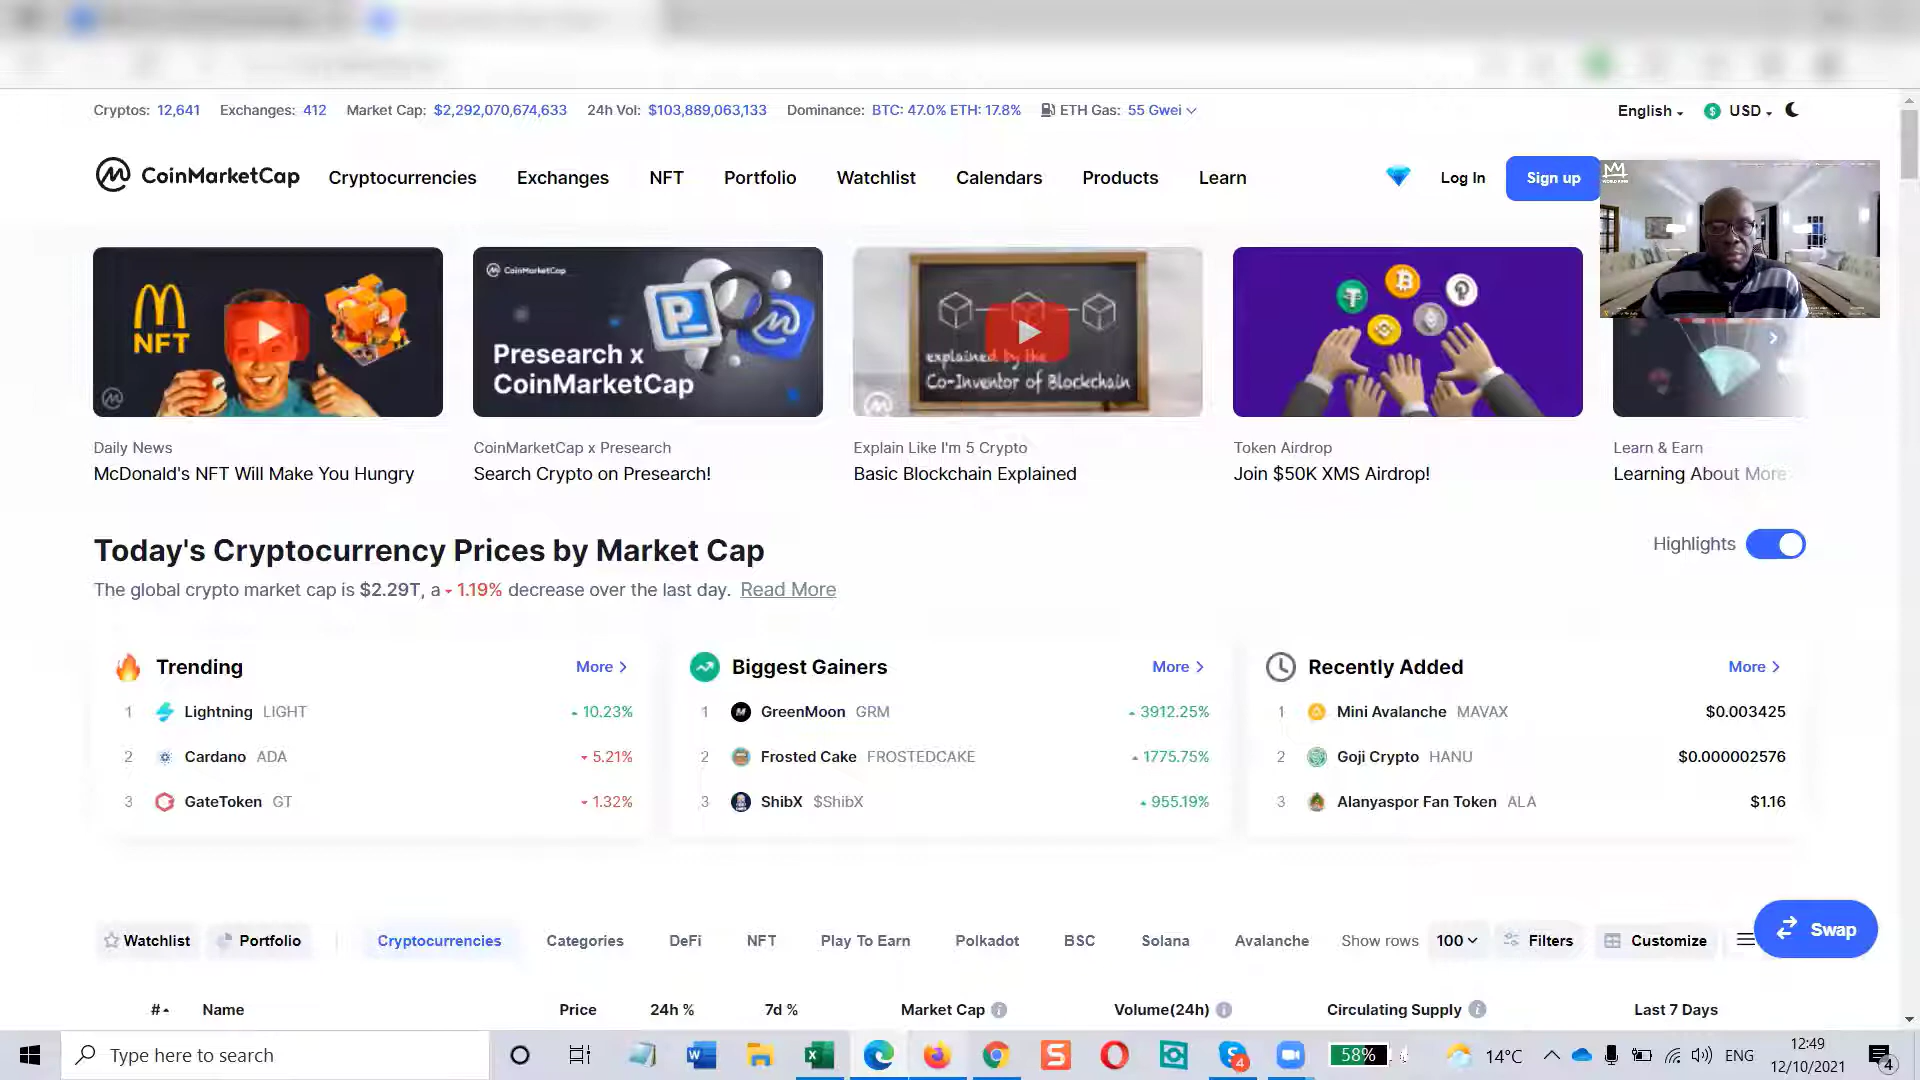 Cryptos: 12,641 Exchanges: 412 Market Cap: $2,292,070,674,633 24h Vol: $103,889,063,133 Dominance: BTC: 47.0% ETH: 17.8% ETH Gas: 55 Gwei English USD
CoinMarketCap Cryptocurrencies Exchanges NFT Portfolio Watchlist Calendars Products Learn Log In Sign up
NFT
CoinMarketCap
Presearch x
CoinMarketCap
explained by the
Co-Inventor of Blockchain
Daily News
McDonald's NFT Will Make You Hungry
CoinMarketCap x Presearch
Search Crypto on Presearch!
Explain Like I'm 5 Crypto
Basic Blockchain Explained
Token Airdrop
Join $50K XMS Airdrop!
Learn & Earn
Learning About More
Today's Cryptocurrency Prices by Market Cap
Highlights
The global crypto market cap is $2.29T, a 1.19% decrease over the last day. Read More
Trending More
1 Lightning LIGHT 10.23%
2 Cardano ADA 5.21%
3 GateToken GT 1.32%
Biggest Gainers More
1 GreenMoon GRM 3912.25%
2 Frosted Cake FROSTEDCAKE 1775.75%
3 ShibX $ShibX 955.19%
Recently Added More
1 Mini Avalanche MAVAX $0.003425
2 Goji Crypto HANU $0.000002576
3 Alanyaspor Fan Token ALA $1.16
Watchlist Portfolio Cryptocurrencies Categories DeFi NFT Play To Earn Polkadot BSC Solana Avalanche Show rows 100 Filters Customize
Swap
# Name Price 24h % 7d % Market Cap Volume(24h) Circulating Supply Last 7 Days
Type here to search
58% 14°C ENG
12:49
12/10/2021
4
4